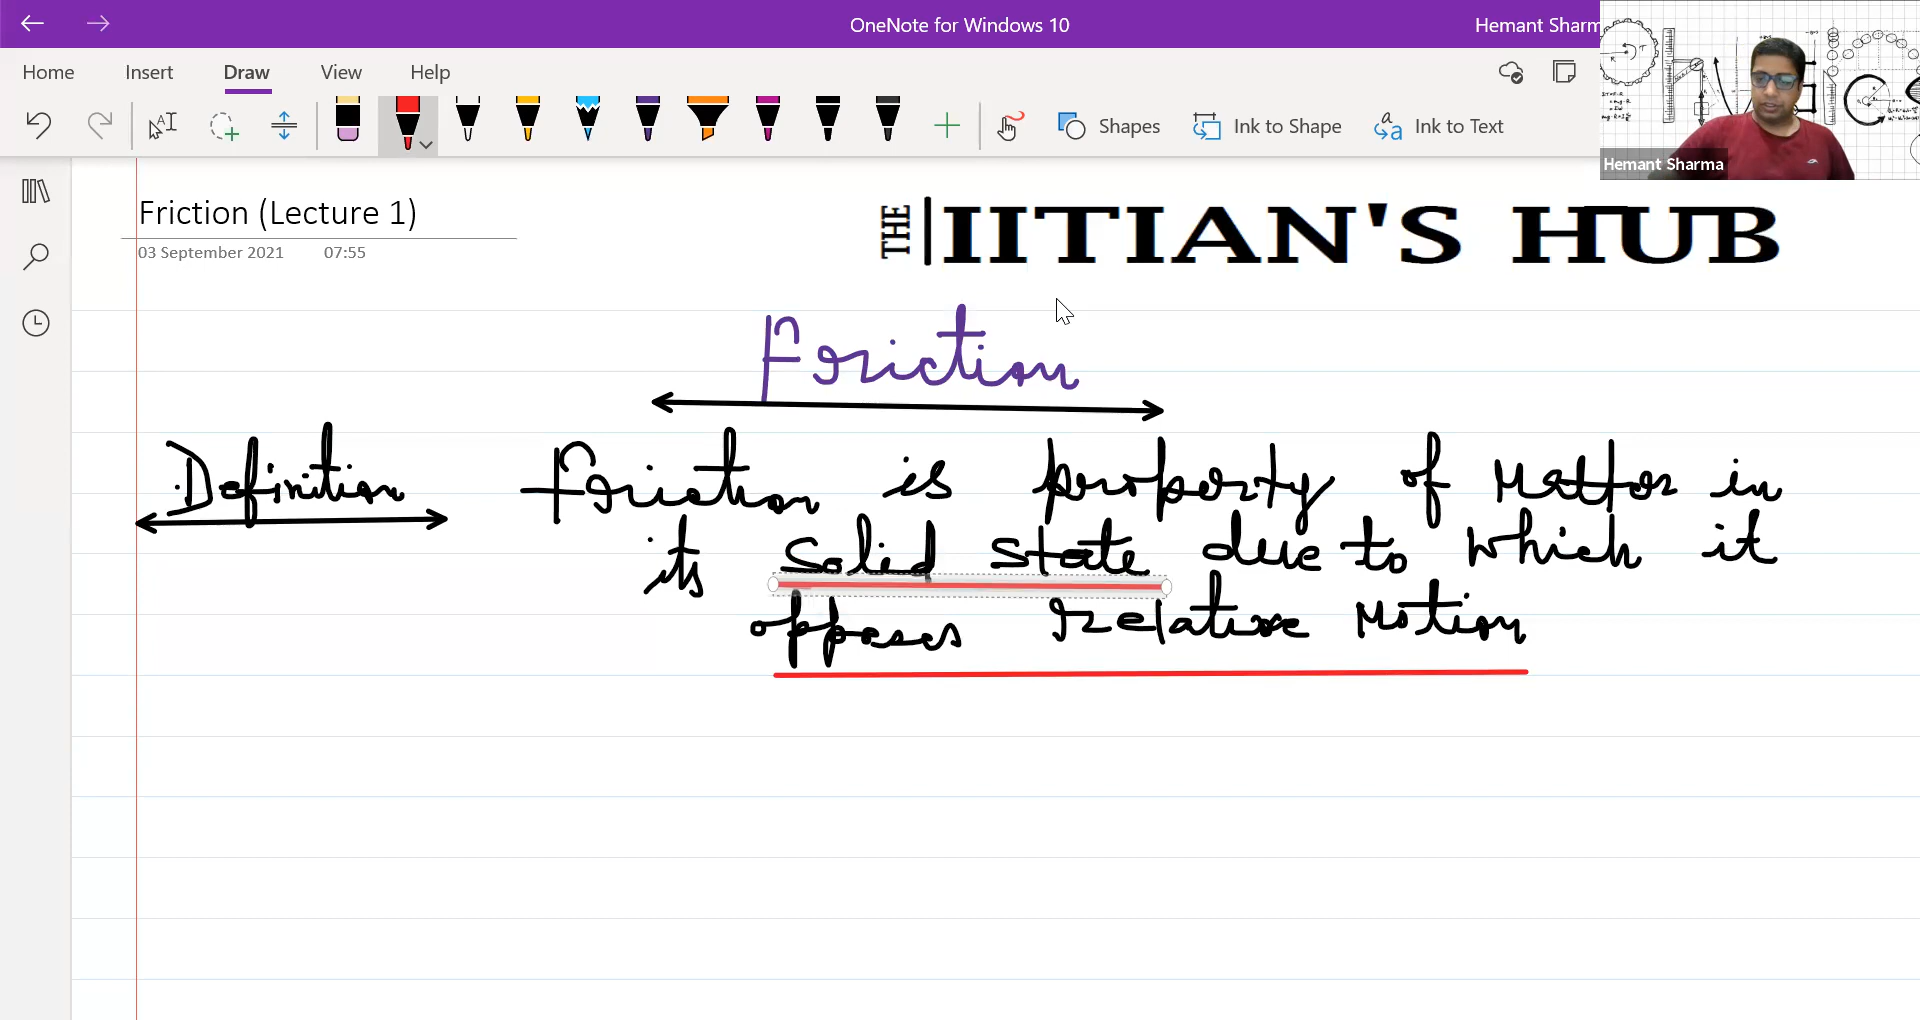 OneNote for Windows 10
Hemant Sharm
Home Insert Draw View Help
Shapes Ink to Shape Ink to Text
Hemant Sharma
Friction (Lecture 1)
03 September 2021 07:55
THE IITIAN'S HUB
Friction
Definition Friction is property of Matter in
its solid state due to which it
opposes relative Motion